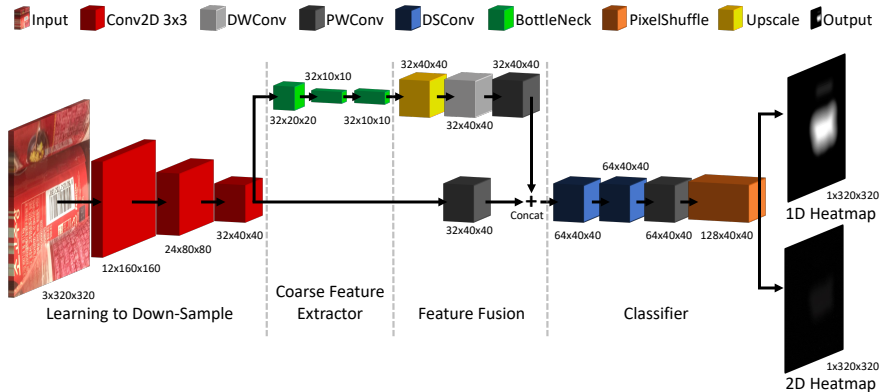 Input Conv2D 3x3 DWConv PWConv DSConv BottleNeck PixelShuffle Upscale Output
32x10x10
32x20x20
32x10x10
32x40x40
32x40x40
32x40x40
3x320x320
12x160x160
24x80x80
32x40x40
32x40x40
+
Concat
64x40x40
64x40x40
64x40x40
128x40x40
1x320x320
1D Heatmap
1x320x320
2D Heatmap
Learning to Down-Sample
Coarse Feature
Extractor
Feature Fusion
Classifier